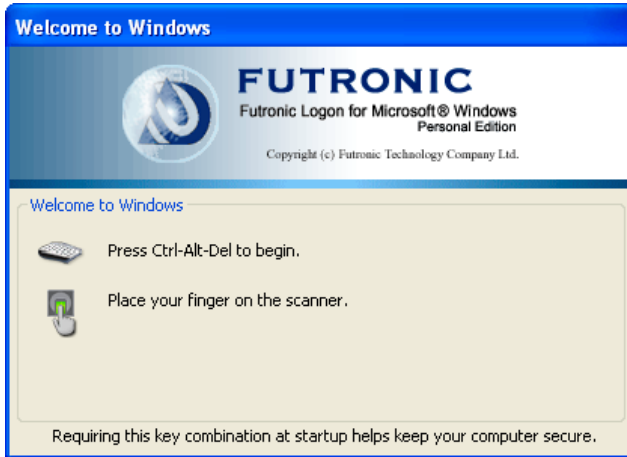 Welcome to Windows
FUTRONIC
Futronic Logon for Microsoft® Windows
Personal Edition
Copyright (c) Futronic Technology Company Ltd.
Welcome to Windows
Press Ctrl-Alt-Del to begin.
Place your finger on the scanner.
Requiring this key combination at startup helps keep your computer secure.